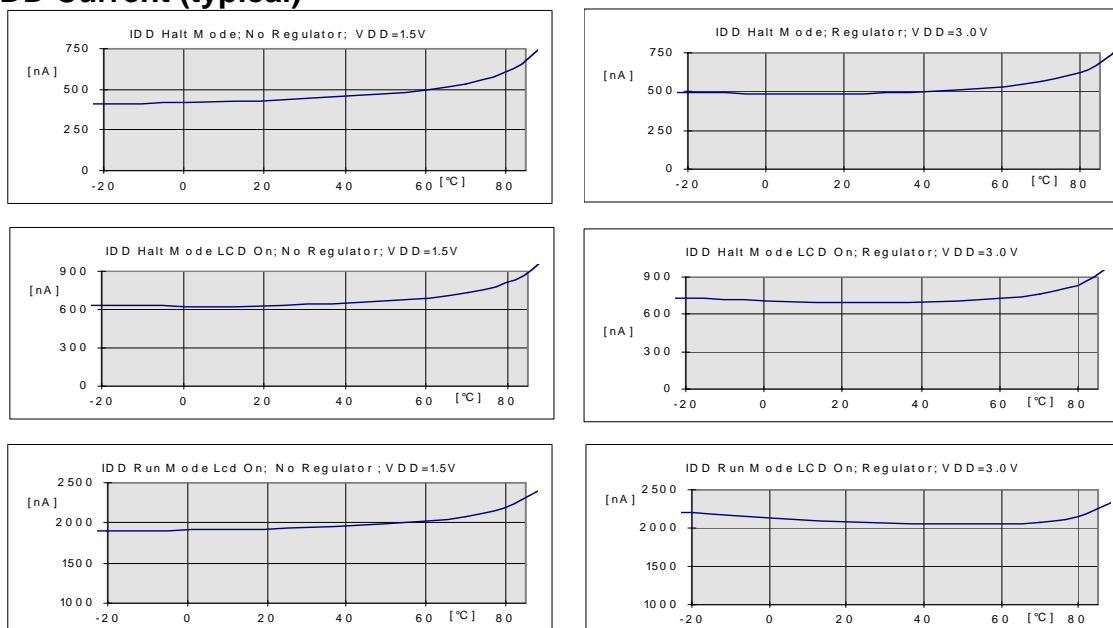 DD Current (typical)
IDD Halt Mode; No Regulator; VDD=1.5V
750
[nA]
500
250
0
-20 0 20 40 60 [°C] 80
IDD Halt Mode; Regulator; VDD=3.0V
750
[nA]
500
250
0
-20 0 20 40 60 [°C] 80
IDD Halt Mode LCD On; No Regulator; VDD=1.5V
900
[nA]
600
300
0
-20 0 20 40 60 [°C] 80
IDD Halt Mode LCD On; Regulator; VDD=3.0V
900
600
[nA]
300
0
-20 0 20 40 60 [°C] 80
IDD Run Mode Lcd On; No Regulator; VDD=1.5V
2500
[nA]
2000
1500
1000
-20 0 20 40 60 [°C] 80
IDD Run Mode LCD On; Regulator; VDD=3.0V
2500
[nA]
2000
1500
1000
-20 0 20 40 60 [°C] 80